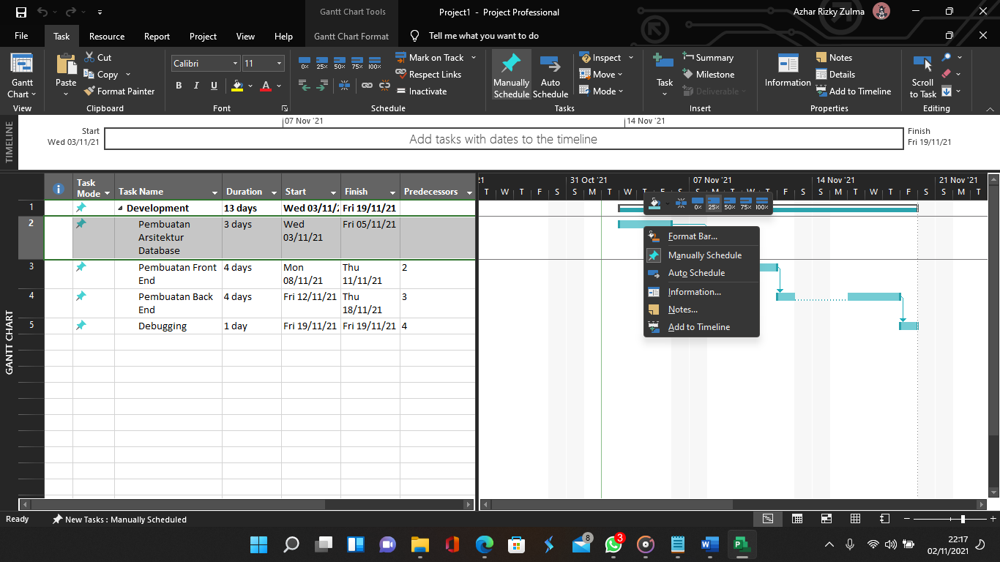 Gantt Chart Tools
Project1 - Project Professional
Azhar Rizky Zulma
File
Task
Resource
Report
Project
View
Help
Gantt Chart Format
Tell me what you want to do
Gantt
Chart
View
Paste
Cut
Copy
Format Painter
Clipboard
Calibri
11
B I U
A
Font
0% 25% 50% 75% 100%
Mark on Track
Respect Links
Inactivate
Schedule
Manually
Schedule
Auto
Schedule
Inspect
Move
Mode
Tasks
Task
Summary
Milestone
Deliverable
Insert
Information
Notes
Details
Add to Timeline
Properties
Scroll
to Task
Editing
TIMELINE
07 Nov '21
14 Nov '21
Start
Wed 03/11/21
Add tasks with dates to the timeline
Finish
Fri 19/11/21
GANTT CHART
Task
Mode
Task Name
Duration
Start
Finish
Predecessors
1
Development
13 days
Wed 03/11/2
Fri 19/11/21
2
Pembuatan
Arsitektur
Database
3 days
Wed
03/11/21
Fri 05/11/21
3
Pembuatan Front
End
4 days
Mon
08/11/21
Thu
11/11/21
2
4
Pembuatan Back
End
4 days
Fri 12/11/21
Thu
18/11/21
3
5
Debugging
1 day
Fri 19/11/21
Fri 19/11/21
4
'21
31 Oct '21
07 Nov '21
14 Nov '21
21 Nov '21
T W T F S S M T W T F S S M T W T F S S M T W T F S S M T
0% 25% 50% 75% 100%
Format Bar...
Manually Schedule
Auto Schedule
Information...
Notes...
Add to Timeline
Ready
New Tasks : Manually Scheduled
8
3
22:17
02/11/2021